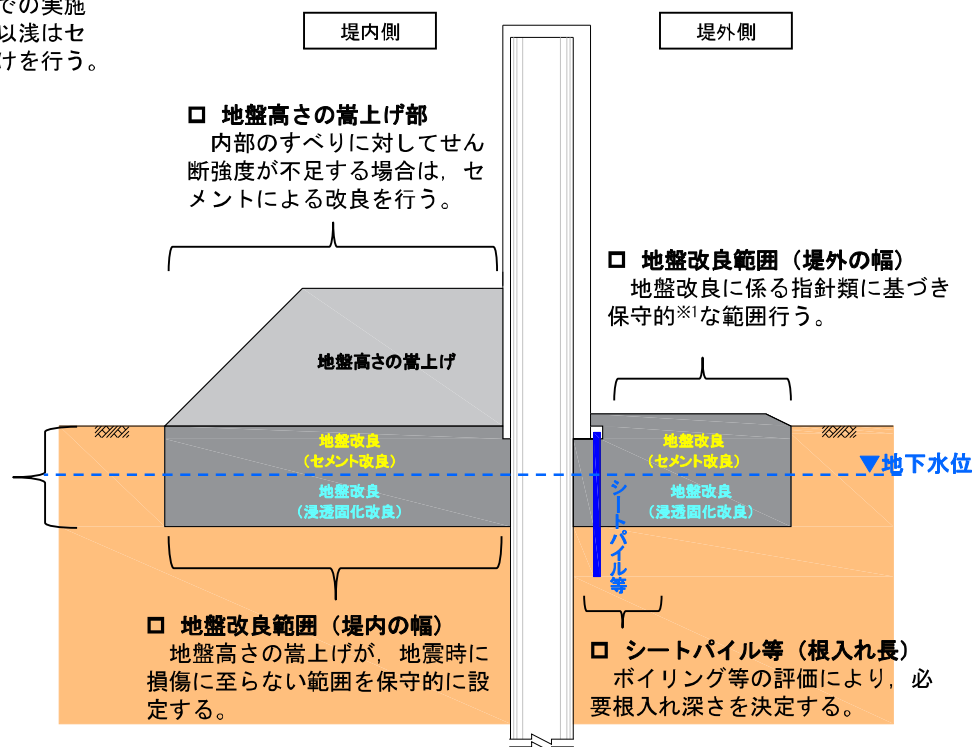 での実施
以浅はセ
けを行う。
堤内側
堤外側
□ 地盤高さの嵩上げ部
内部のすべりに対してせん
断強度が不足する場合は，セ
メントによる改良を行う。
□ 地盤改良範囲（堤外の幅）
地盤改良に係る指針類に基づき
保守的※1な範囲行う。
地盤高さの嵩上げ
地盤改良
（セメント改良）
地盤改良
（セメント改良）
▼地下水位
地盤改良
（浸透固化改良）
シートパイル等
地盤改良
（浸透固化改良）
□ 地盤改良範囲（堤内の幅）
地盤高さの嵩上げが，地震時に
損傷に至らない範囲を保守的に設
定する。
□ シートパイル等（根入れ長）
ボイリング等の評価により，必
要根入れ深さを決定する。